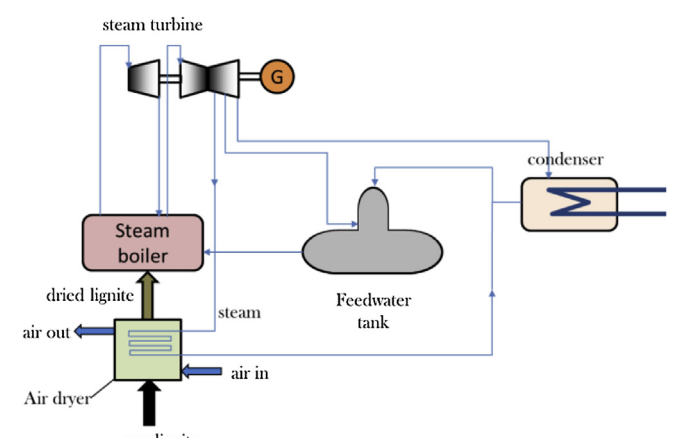 steam turbine
G
condenser
Steam
boiler
dried lignite
steam
Feedwater
tank
air out
air in
Air dryer